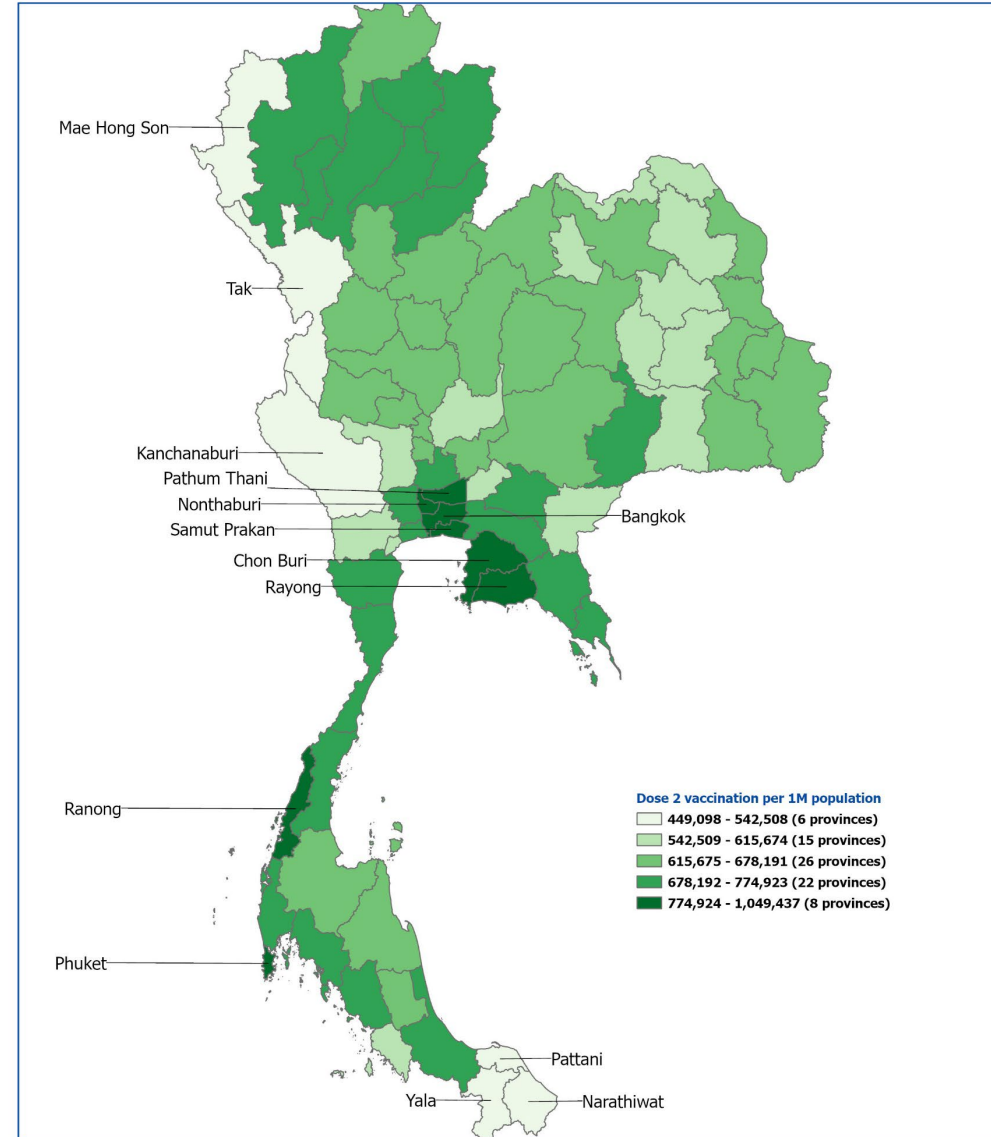 Mae Hong Son
Tak
Kanchanaburi
Pathum Thani
Nonthaburi
Bangkok
Samut Prakan
Chon Buri
Rayong
Ranong
Dose 2 vaccination per 1M population
449,098 - 542,508 (6 provinces)
542,509 - 615,674 (15 provinces)
615,675 - 678,191 (26 provinces)
678,192 - 774,923 (22 provinces)
774,924 - 1,049,437 (8 provinces)
Phuket
Pattani
Yala
Narathiwat